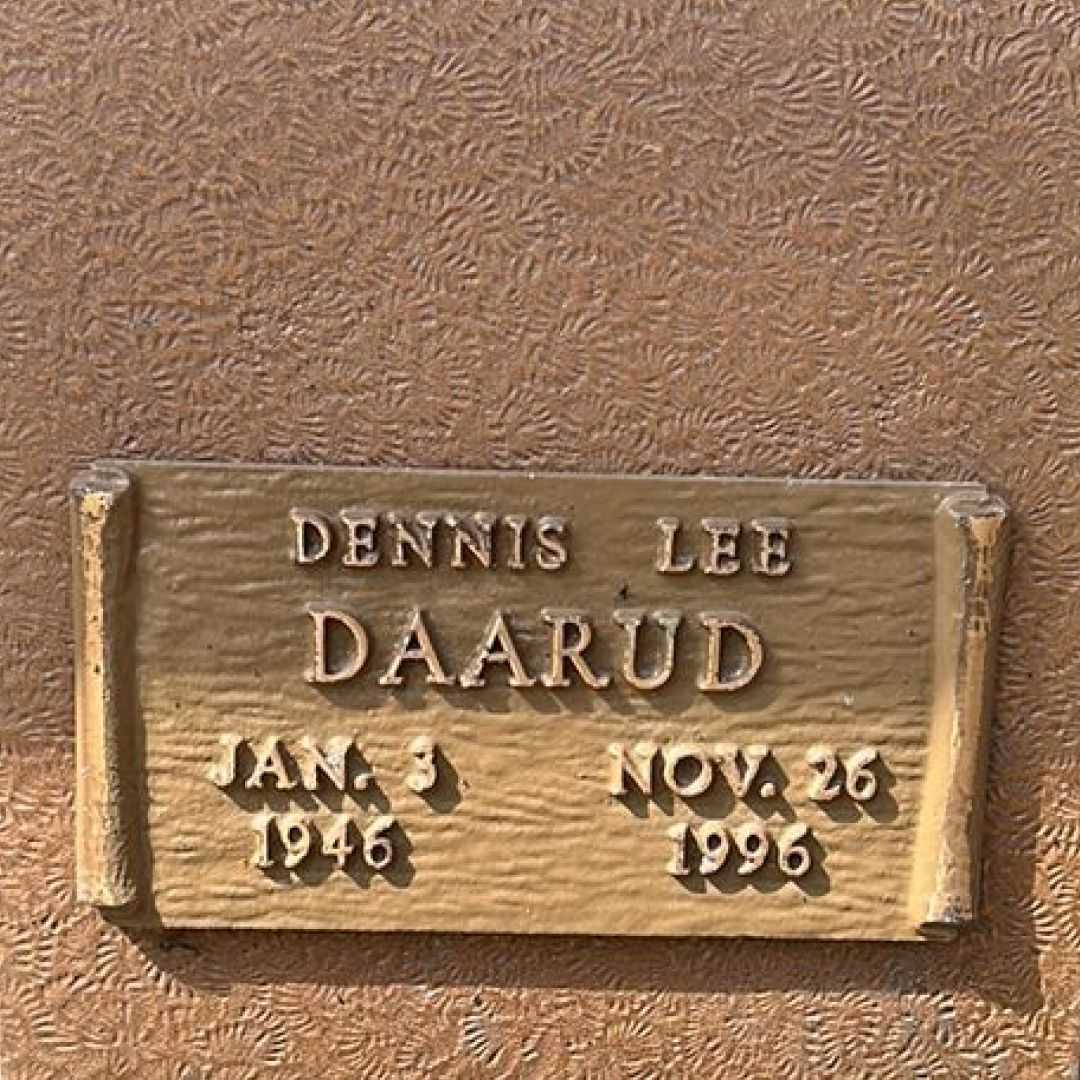 DENNIS LEE
DAARUD
JAN. 3 NOV. 26
1946 1996